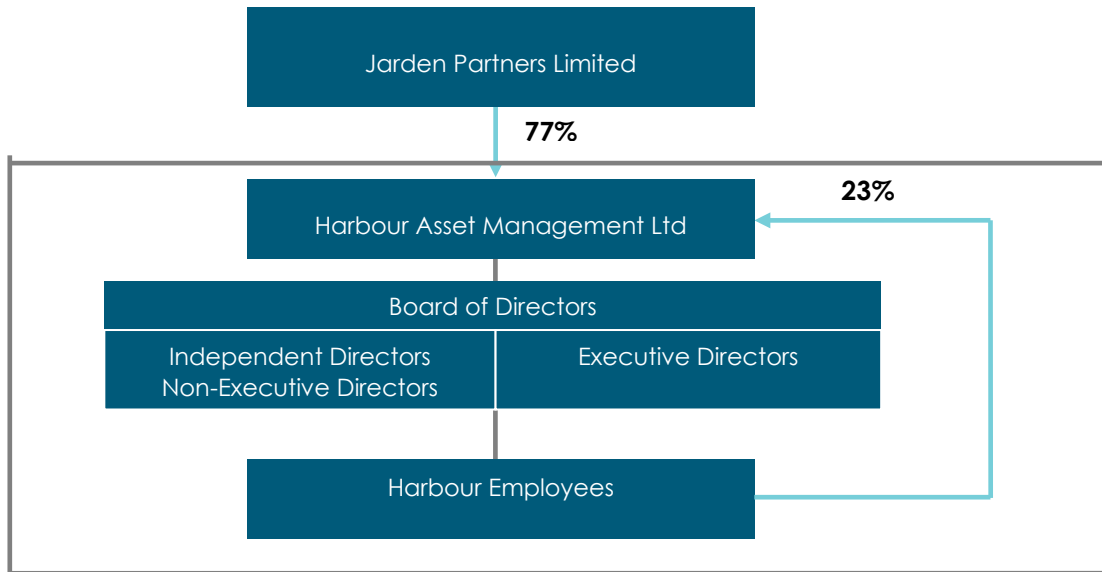 Jarden Partners Limited
77%
23%
Harbour Asset Management Ltd
Board of Directors
Independent Directors
Non-Executive Directors
Executive Directors
Harbour Employees